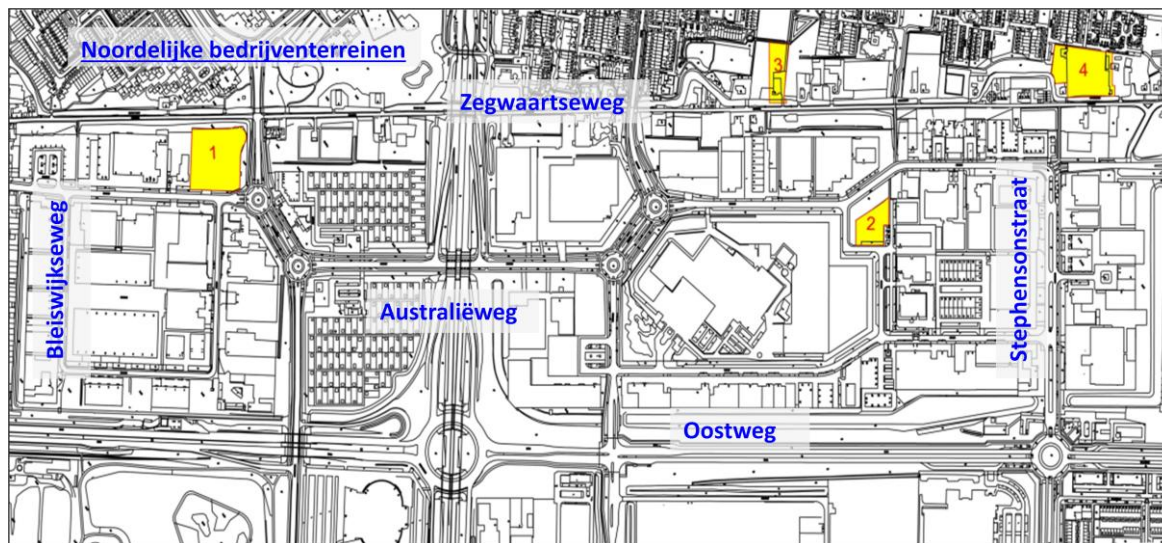 Noordelijke bedrijventerreinen
3
4
Zegwaartseweg
1
2
Bleiswijkseweg
Stephensonstraat
Australiëweg
Oostweg